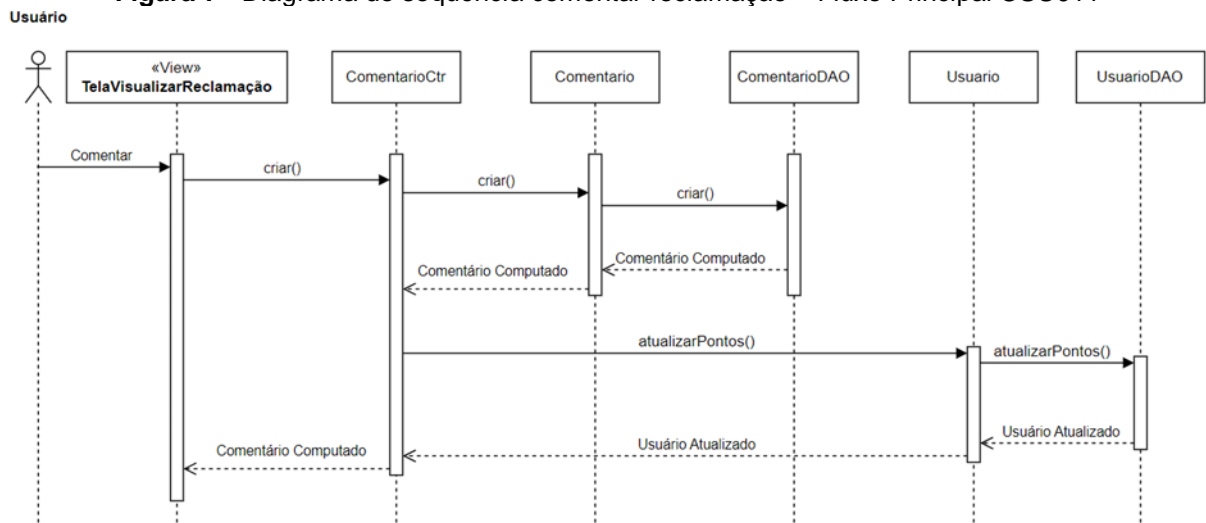 Usuário
«View»
TelaVisualizarReclamação
ComentarioCtr
Comentario
ComentarioDAO
Usuario
UsuarioDAO
Comentar
criar()
criar()
criar()
Comentário Computado
Comentário Computado
atualizarPontos()
atualizarPontos()
Usuário Atualizado
Usuário Atualizado
Comentário Computado